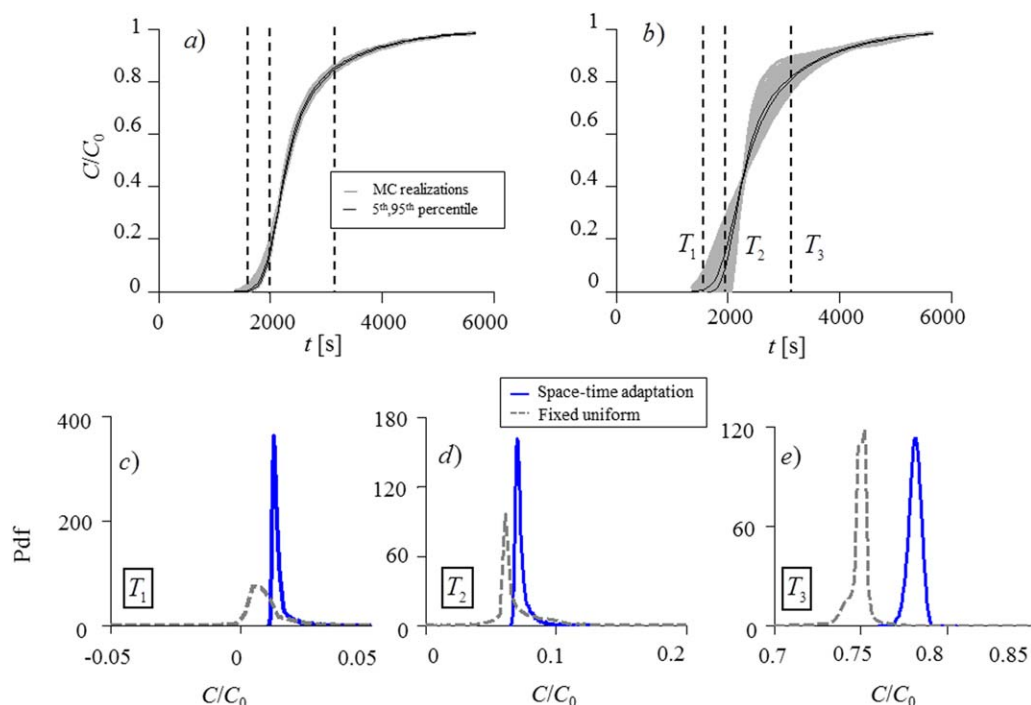 a)
1
0.8
0.6
0.4
0.2
0
C/C₀
0 2000 4000 6000
t [s]
MC realizations
5th,95th percentile
b)
1
0.8
0.6
0.4
0.2
0
T₁ T₂ T₃
0 2000 4000 6000
t [s]
Space-time adaptation
Fixed uniform
c)
400
200
0
Pdf
T₁
-0.05 0 0.05
C/C₀
d)
180
120
60
0
T₂
0 0.1 0.2
C/C₀
e)
120
60
0
T₃
0.7 0.75 0.8 0.85
C/C₀